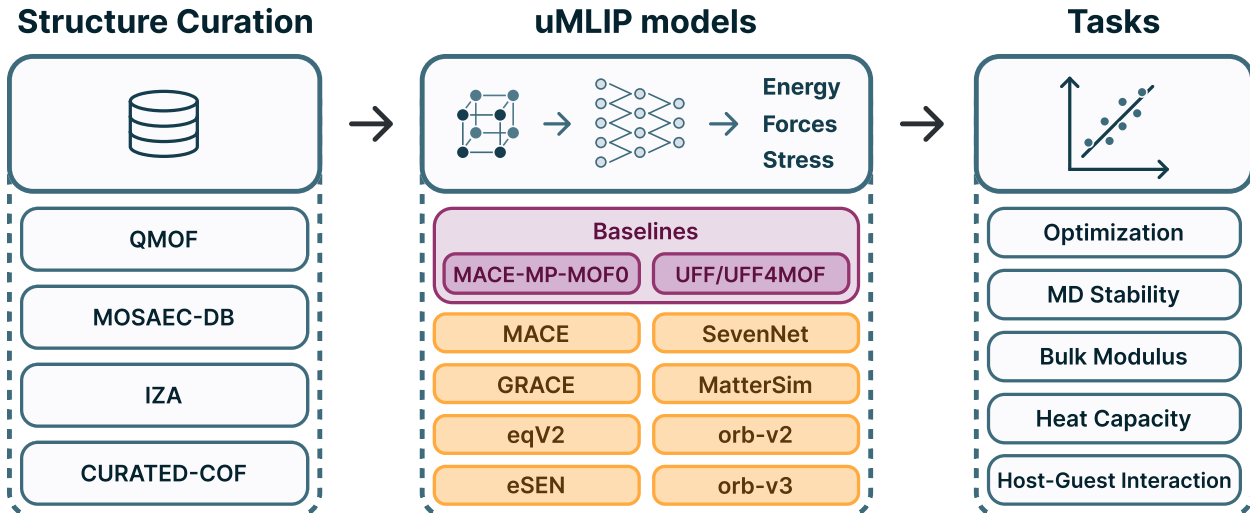 Structure Curation
uMLIP models
Tasks
Energy
Forces
Stress
QMOF
MOSAEC-DB
IZA
CURATED-COF
Baselines
MACE-MP-MOF0
UFF/UFF4MOF
MACE
SevenNet
GRACE
MatterSim
eqV2
orb-v2
eSEN
orb-v3
Optimization
MD Stability
Bulk Modulus
Heat Capacity
Host-Guest Interaction